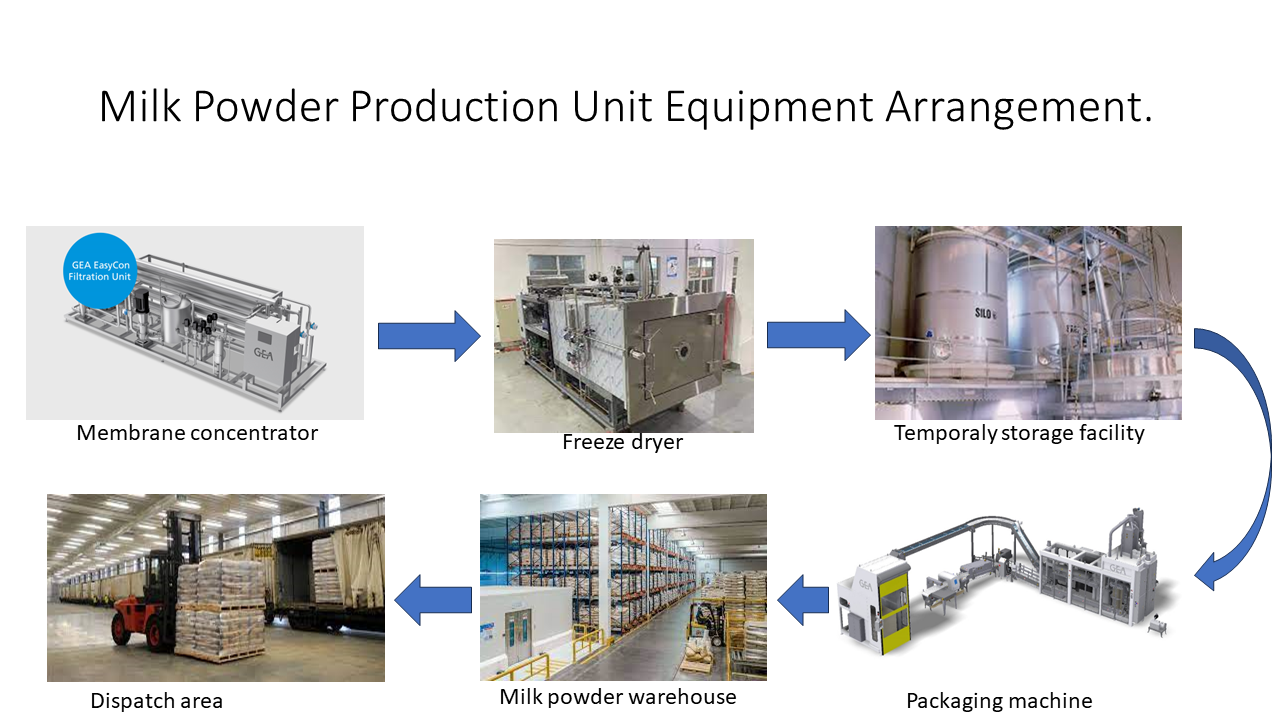 Milk Powder Production Unit Equipment Arrangement.
GEA EasyCon
Filtration Unit
GEA
SILO
Membrane concentrator
Freeze dryer
Temporaly storage facility
GEA
GEA
Dispatch area
Milk powder warehouse
Packaging machine